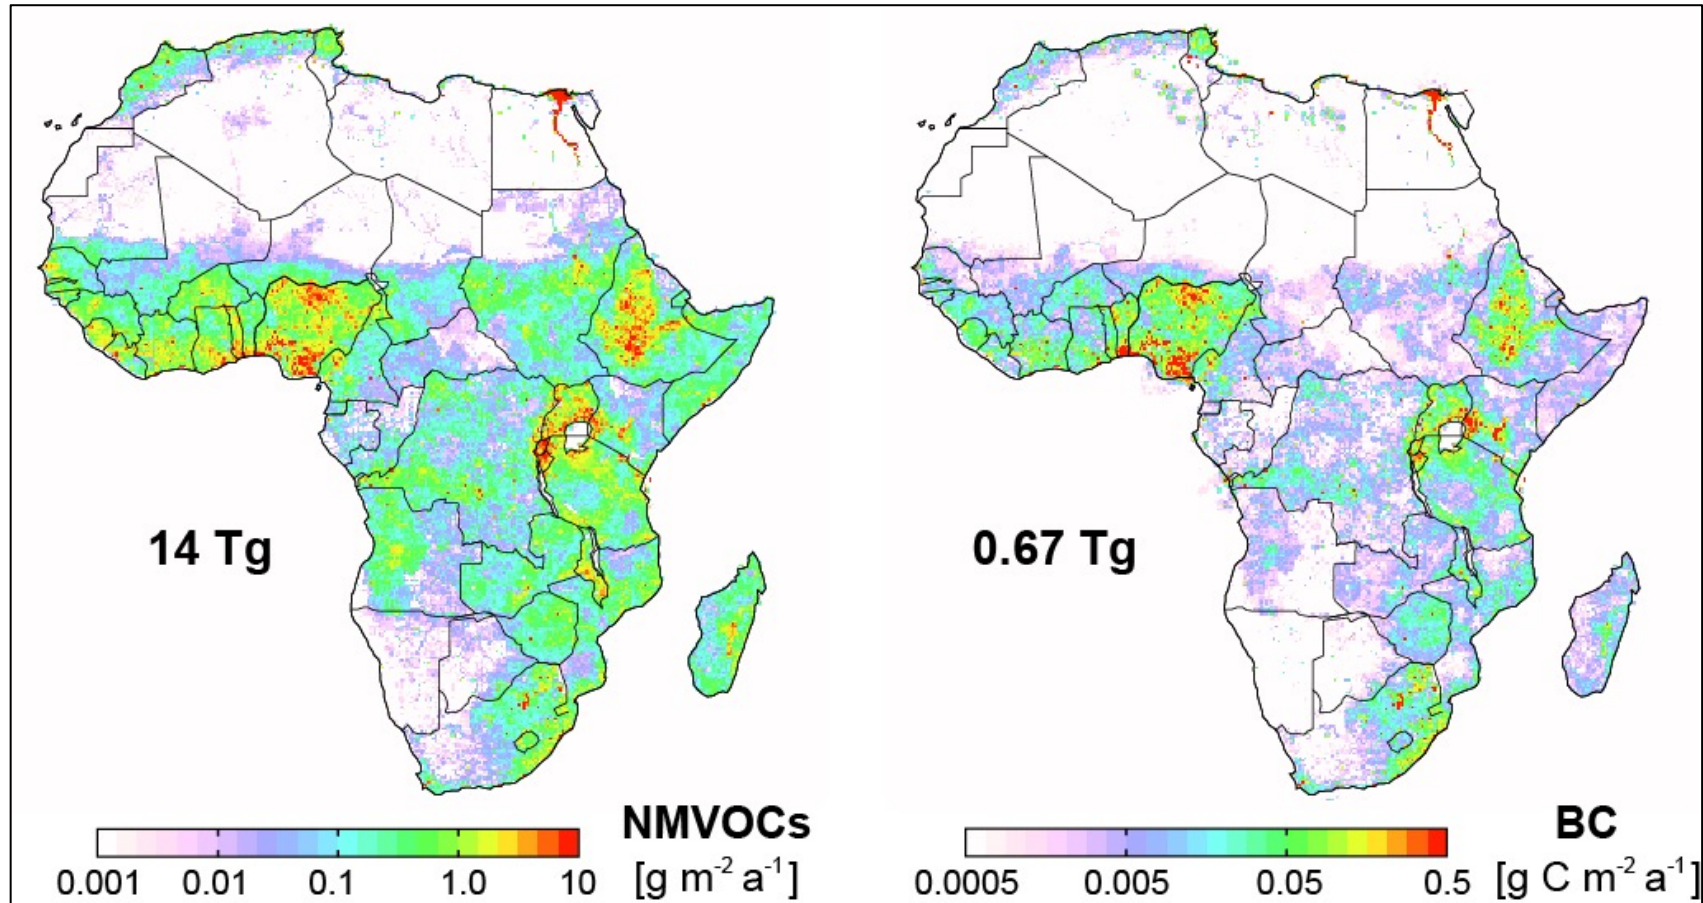 14 Tg
0.67 Tg
NMVOCs
0.001 0.01 0.1 1.0 10 [g m⁻² a⁻¹]
BC
0.0005 0.005 0.05 0.5 [g C m⁻² a⁻¹]